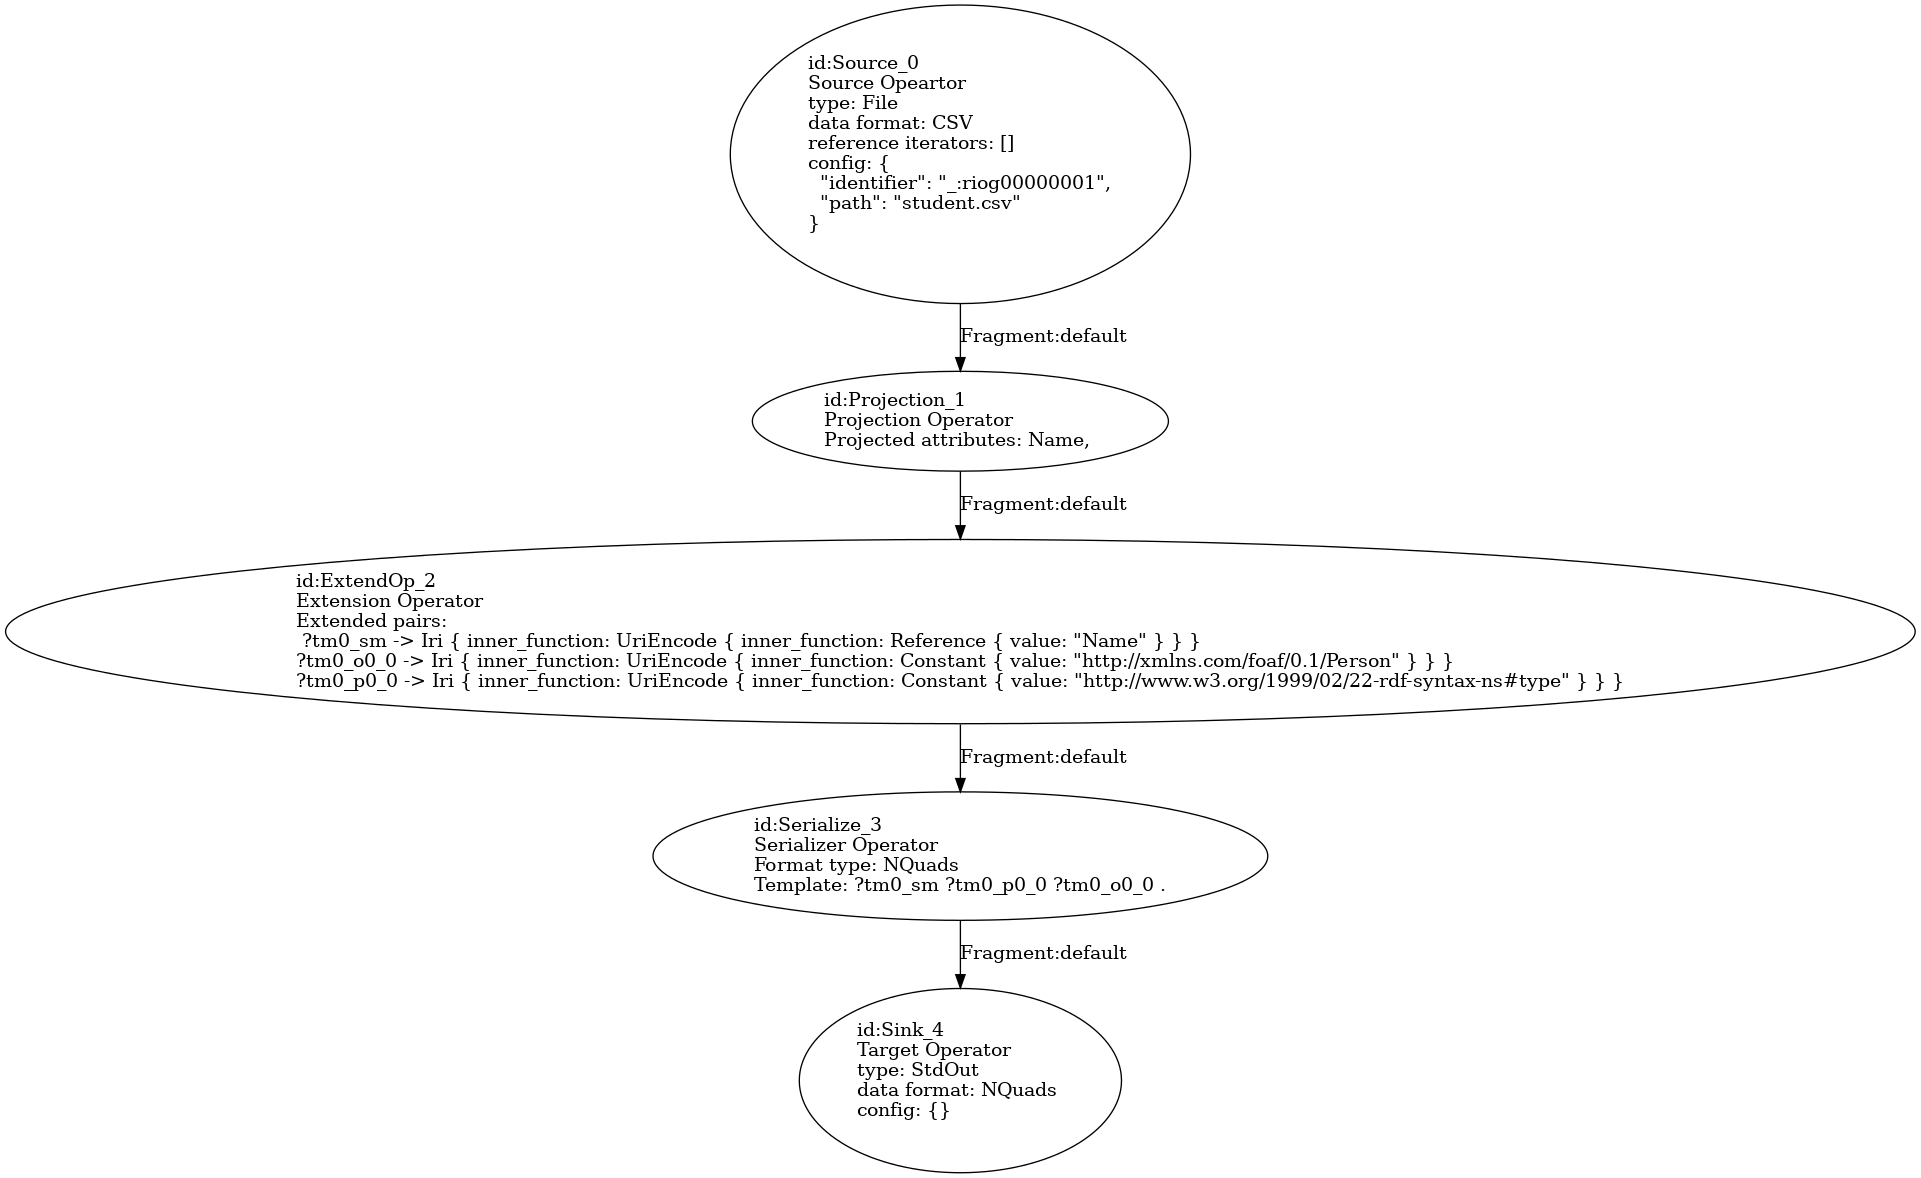 id:Source_0
Source Opeartor
type: File
data format: CSV
reference iterators: []
config: {
  \"identifier\": \"_:riog00000001\",
  \"path\": \"student.csv\"
}
Fragment:default
id:Projection_1
Projection Operator
Projected attributes: Name,
Fragment:default
id:ExtendOp_2
Extension Operator
Extended pairs:
 ?tm0_sm -> Iri { inner_function: UriEncode { inner_function: Reference { value: \"Name\" } } }
?tm0_o0_0 -> Iri { inner_function: UriEncode { inner_function: Constant { value: \"http://xmlns.com/foaf/0.1/Person\" } } }
?tm0_p0_0 -> Iri { inner_function: UriEncode { inner_function: Constant { value: \"http://www.w3.org/1999/02/22-rdf-syntax-ns#type\" } } }
Fragment:default
id:Serialize_3
Serializer Operator
Format type: NQuads
Template: ?tm0_sm ?tm0_p0_0 ?tm0_o0_0 .
Fragment:default
id:Sink_4
Target Operator
type: StdOut
data format: NQuads
config: {}